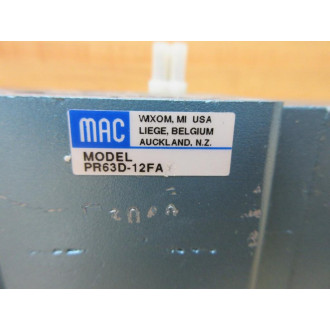 MAC
WIXOM, MI USA
LIEGE, BELGIUM
AUCKLAND, N.Z.
MODEL
PR63D-12FA